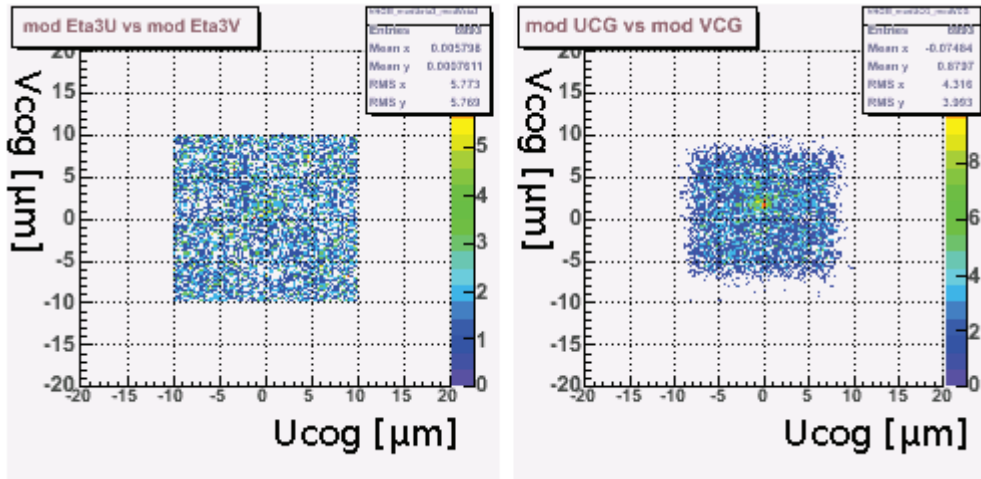 mod Eta3U vs mod Eta3V
Entries 6993
Mean x 0.005798
Mean y 0.0007611
RMS x 5.773
RMS y 5.769
Vcog [μm]
20
15
10
5
0
-5
-10
-15
-20
-20 -15 -10 -5 0 5 10 15 20
Ucog [μm]
5
4
3
2
1
0
mod UCG vs mod VCG
Entries 6993
Mean x -0.07484
Mean y 0.8797
RMS x 4.316
RMS y 3.993
Vcog [μm]
20
15
10
5
0
-5
-10
-15
-20
-20 -15 -10 -5 0 5 10 15 20
Ucog [μm]
8
6
4
2
0